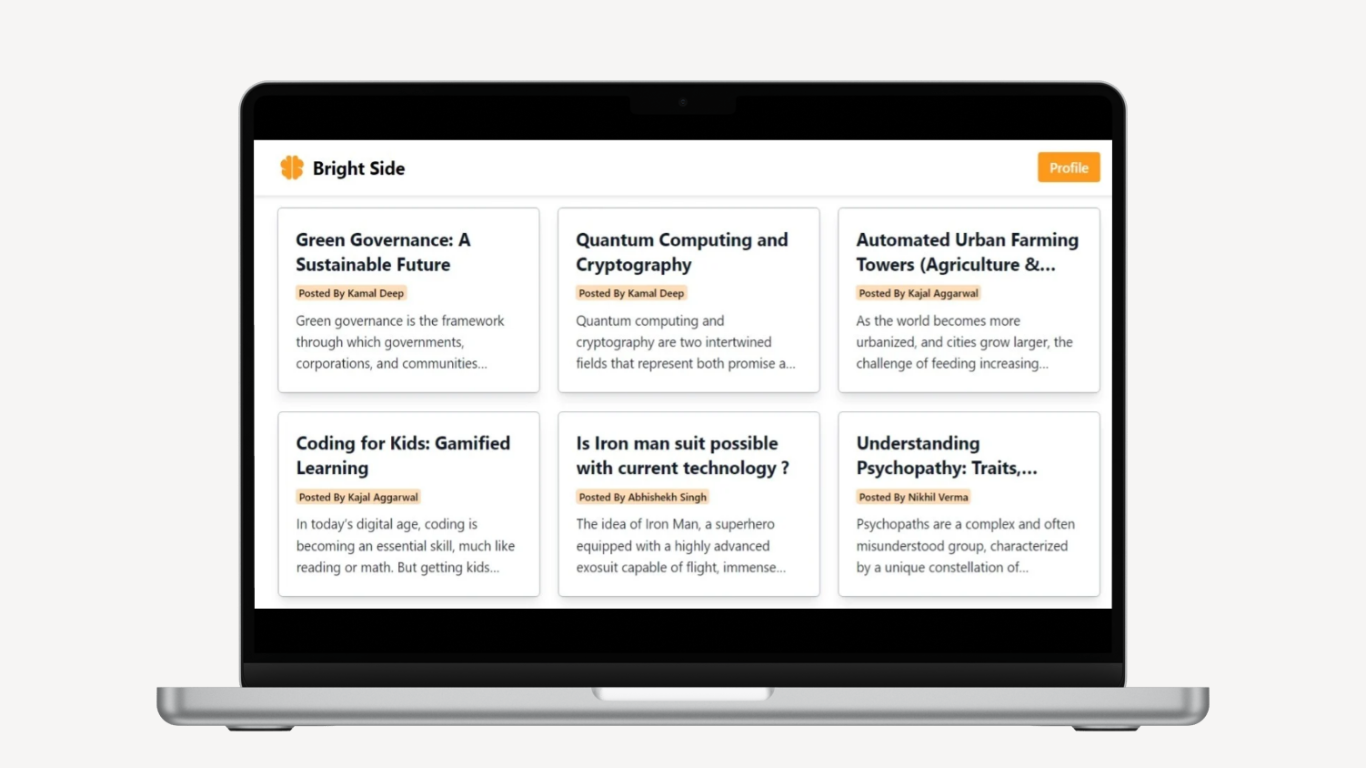 Bright Side
Profile
Green Governance: A
Sustainable Future
Posted By Kamal Deep
Green governance is the framework
through which governments,
corporations, and communities...
Quantum Computing and
Cryptography
Posted By Kamal Deep
Quantum computing and
cryptography are two intertwined
fields that represent both promise a...
Automated Urban Farming
Towers (Agriculture &...
Posted By Kajal Aggarwal
As the world becomes more
urbanized, and cities grow larger, the
challenge of feeding increasing...
Coding for Kids: Gamified
Learning
Posted By Kajal Aggarwal
In today's digital age, coding is
becoming an essential skill, much like
reading or math. But getting kids...
Is Iron man suit possible
with current technology ?
Posted By Abhishekh Singh
The idea of Iron Man, a superhero
equipped with a highly advanced
exosuit capable of flight, immense...
Understanding
Psychopathy: Traits,...
Posted By Nikhil Verma
Psychopaths are a complex and often
misunderstood group, characterized
by a unique constellation of...